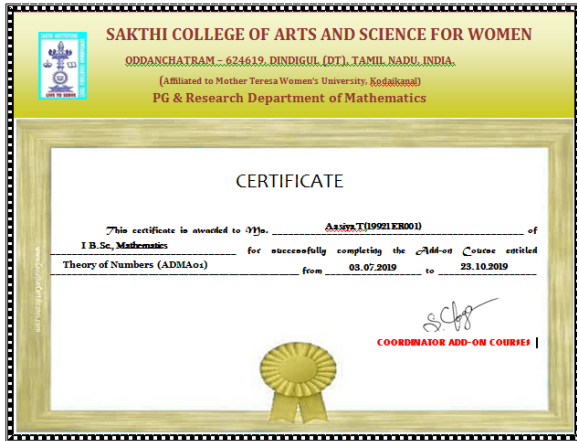 SAKTHI COLLEGE OF ARTS AND SCIENCE FOR WOMEN
ODDANCHATRAM – 624619, DINDIGUL (DT), TAMIL NADU, INDIA.
(Affiliated to Mother Teresa Women's University, Kodaikanal)
PG & Research Department of Mathematics
LIVE TO SERVE
CERTIFICATE
This certificate is awarded to Ms. Aasiya.T(19921ER001) of
I B.Sc., Mathematics for successfully completing the Add-on Course entitled
Theory of Numbers (ADMA01) from 03.07.2019 to 23.10.2019
COORDINATOR ADD-ON COURSES